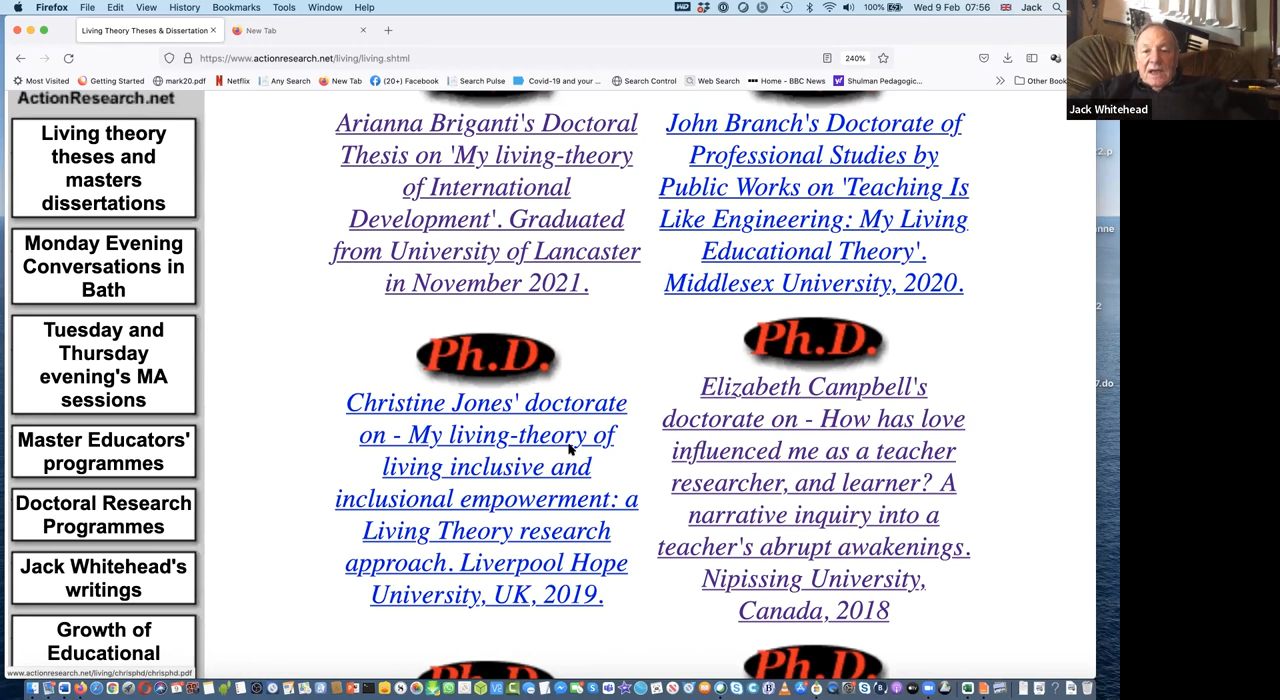 Firefox File Edit View History Bookmarks Tools Window Help
100% Wed 9 Feb 07:56 Jack
Living Theory Theses & Dissertation
New Tab
https://www.actionresearch.net/living/living.shtml
240%
Most Visited Getting Started mark20.pdf Netflix Any Search New Tab (20+) Facebook Search Pulse Covid-19 and your ... Search Control Web Search Home - BBC News Shulman Pedagogic... Other Book
Jack Whitehead
ActionResearch.net
Living theory
theses and
masters
dissertations
Monday Evening
Conversations in
Bath
Tuesday and
Thursday
evening's MA
sessions
Master Educators'
programmes
Doctoral Research
Programmes
Jack Whitehead's
writings
Growth of
Educational
Arianna Briganti's Doctoral
Thesis on 'My living-theory
of International
Development'. Graduated
from University of Lancaster
in November 2021.
John Branch's Doctorate of
Professional Studies by
Public Works on 'Teaching Is
Like Engineering: My Living
Educational Theory'.
Middlesex University, 2020.
Ph.D.
Christine Jones' doctorate
on - My living-theory of
living inclusive and
inclusional empowerment: a
Living Theory research
approach. Liverpool Hope
University, UK, 2019.
Ph.D.
Elizabeth Campbell's
doctorate on - How has love
influenced me as a teacher
researcher, and learner? A
narrative inquiry into a
teacher's abrupt awakenings.
Nipissing University,
Canada, 2018
Ph.D.
www.actionresearch.net/living/chrisphd/chrisphd.pdf